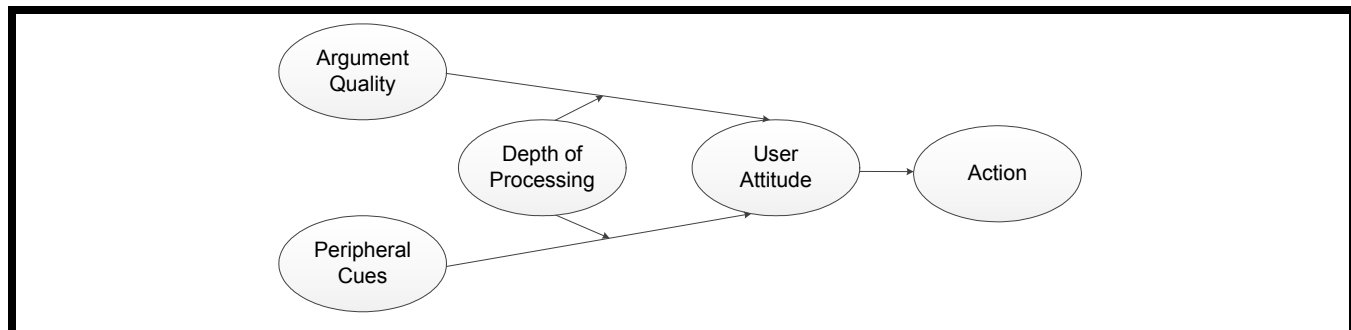 Argument
Quality
Depth of
Processing
User
Attitude
Action
Peripheral
Cues